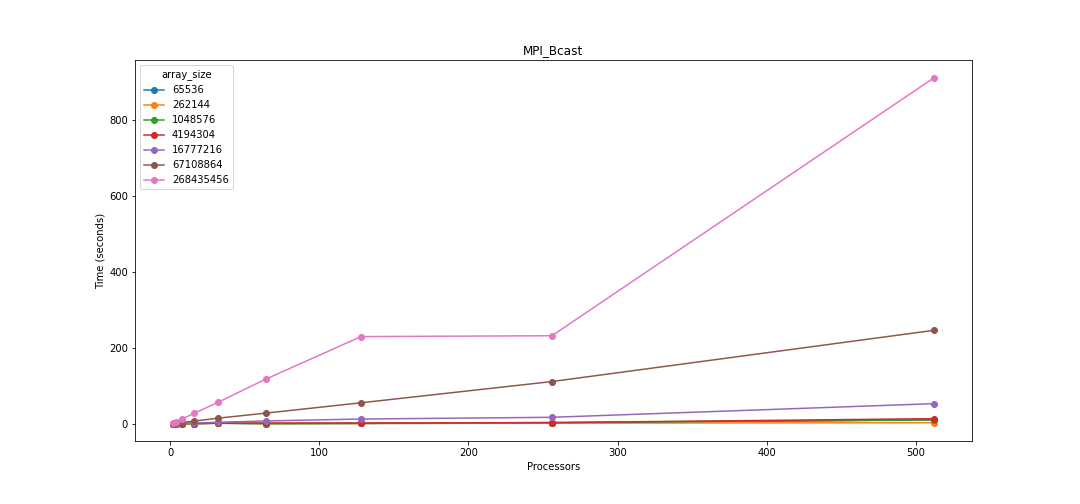 MPI_Bcast
array_size
65536
262144
1048576
4194304
16777216
67108864
268435456
Time (seconds)
800
600
400
200
0
0 100 200 300 400 500
Processors